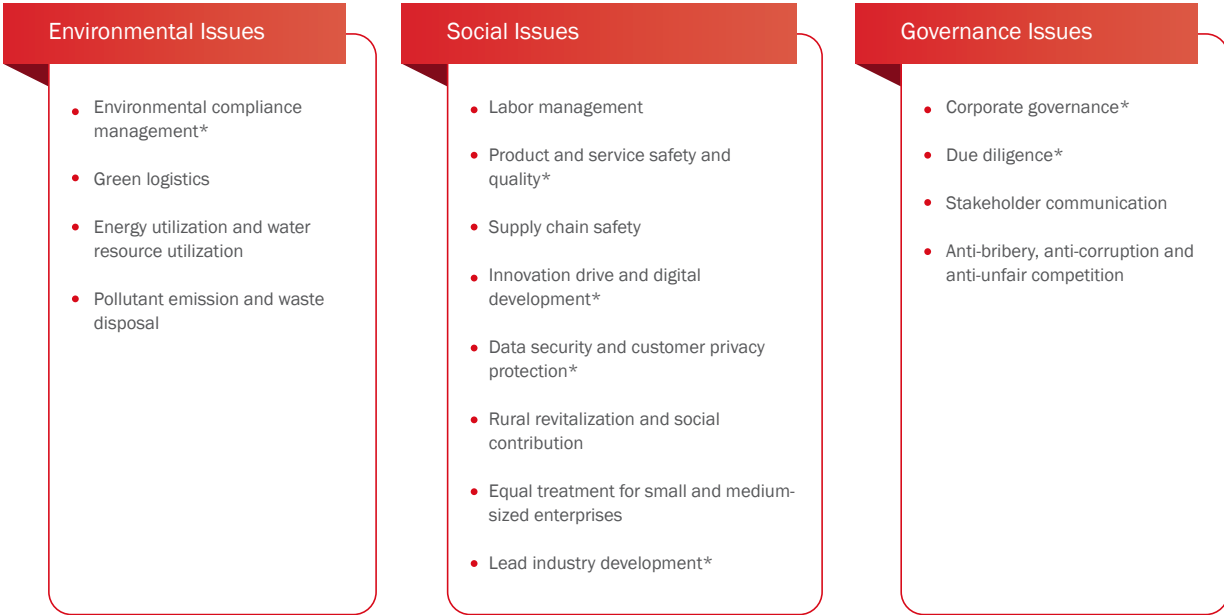 Environmental Issues
Environmental compliance
management*
Green logistics
Energy utilization and water
resource utilization
Pollutant emission and waste
disposal
Social Issues
Labor management
Product and service safety and
quality*
Supply chain safety
Innovation drive and digital
development*
Data security and customer privacy
protection*
Rural revitalization and social
contribution
Equal treatment for small and medium-
sized enterprises
Lead industry development*
Governance Issues
Corporate governance*
Due diligence*
Stakeholder communication
Anti-bribery, anti-corruption and
anti-unfair competition